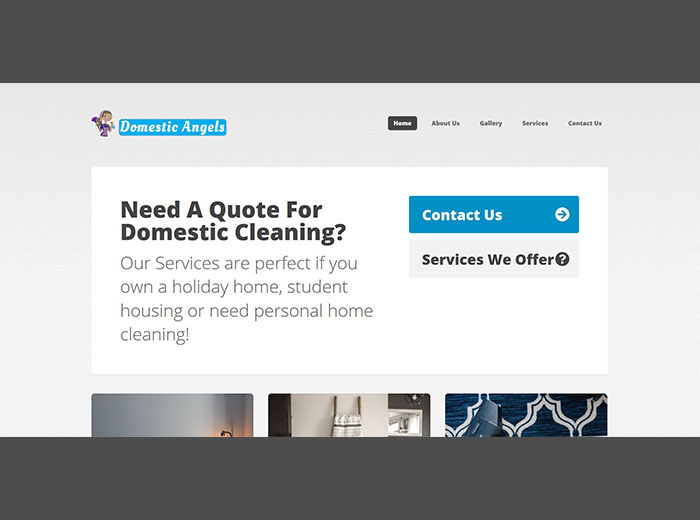 Domestic Angels
Home About Us Gallery Services Contact Us
Need A Quote For
Domestic Cleaning?
Our Services are perfect if you
own a holiday home, student
housing or need personal home
cleaning!
Contact Us
Services We Offer